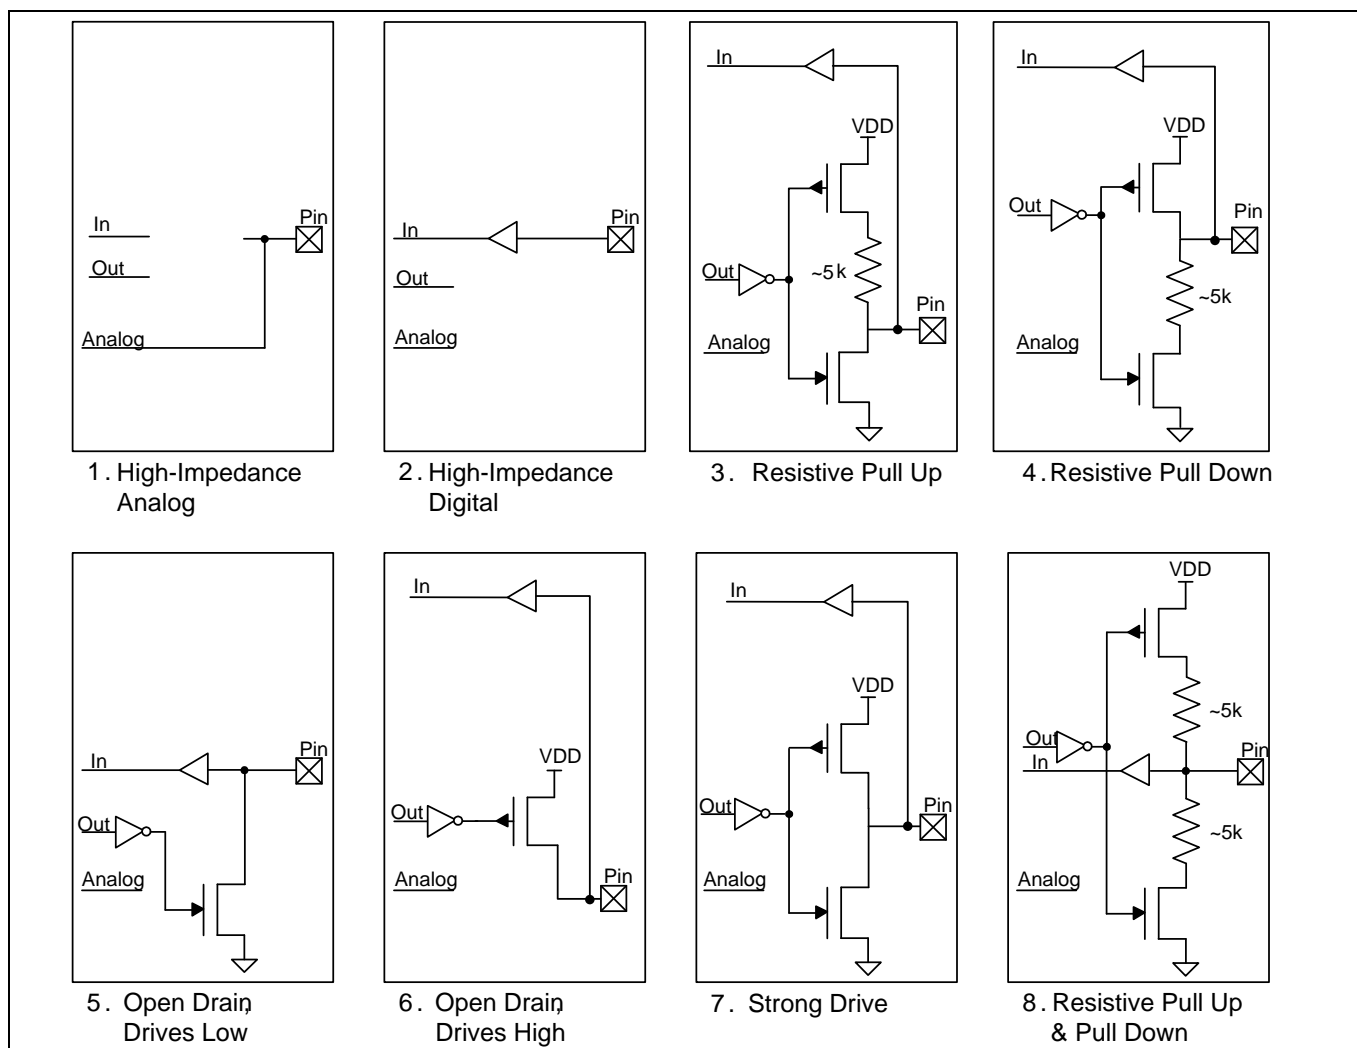 In
Out
Analog
Pin
1. High-Impedance
Analog
In
Out
Analog
Pin
2. High-Impedance
Digital
In
VDD
Out
~5k
Pin
Analog
3. Resistive Pull Up
In
VDD
Out
Pin
~5k
Analog
4. Resistive Pull Down
In
Pin
Out
Analog
5. Open Drain,
Drives Low
In
VDD
Out
Analog
Pin
6. Open Drain,
Drives High
In
VDD
Out
Pin
Analog
7. Strong Drive
VDD
~5k
Out
In
Pin
~5k
Analog
8. Resistive Pull Up
& Pull Down